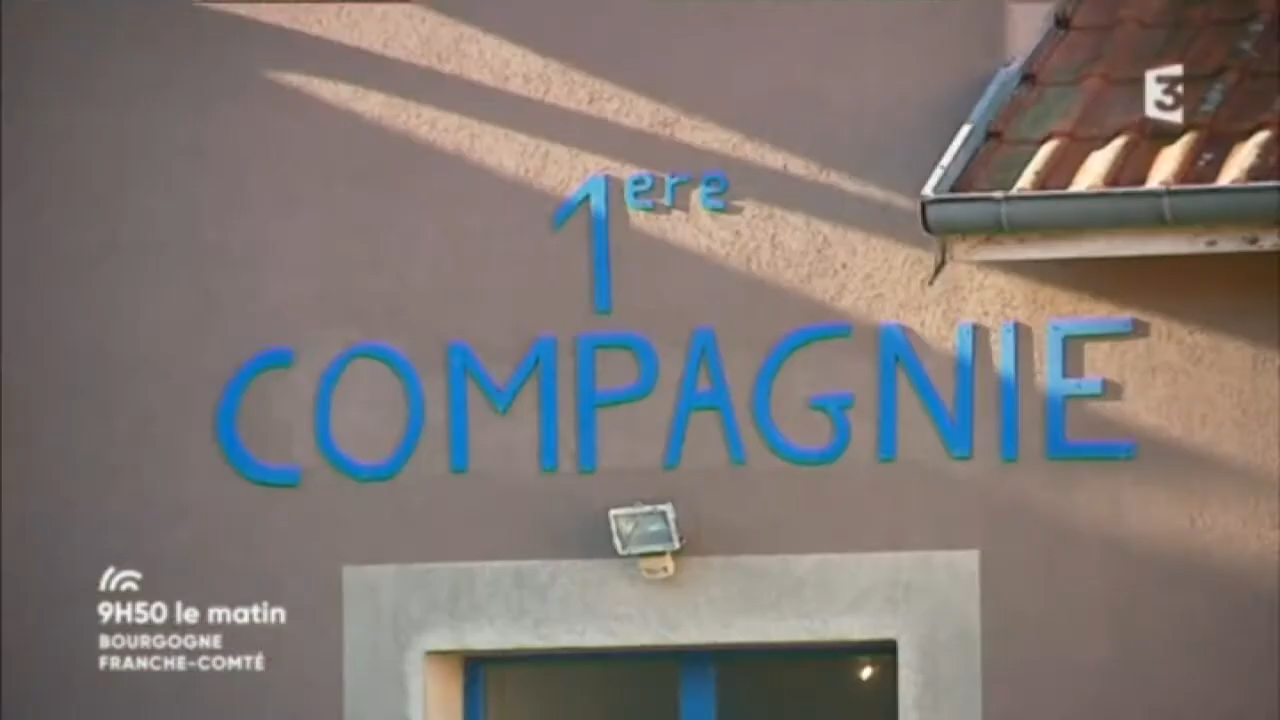 3
1ere
COMPAGNIE
9H50 le matin
BOURGOGNE
FRANCHE-COMTÉ